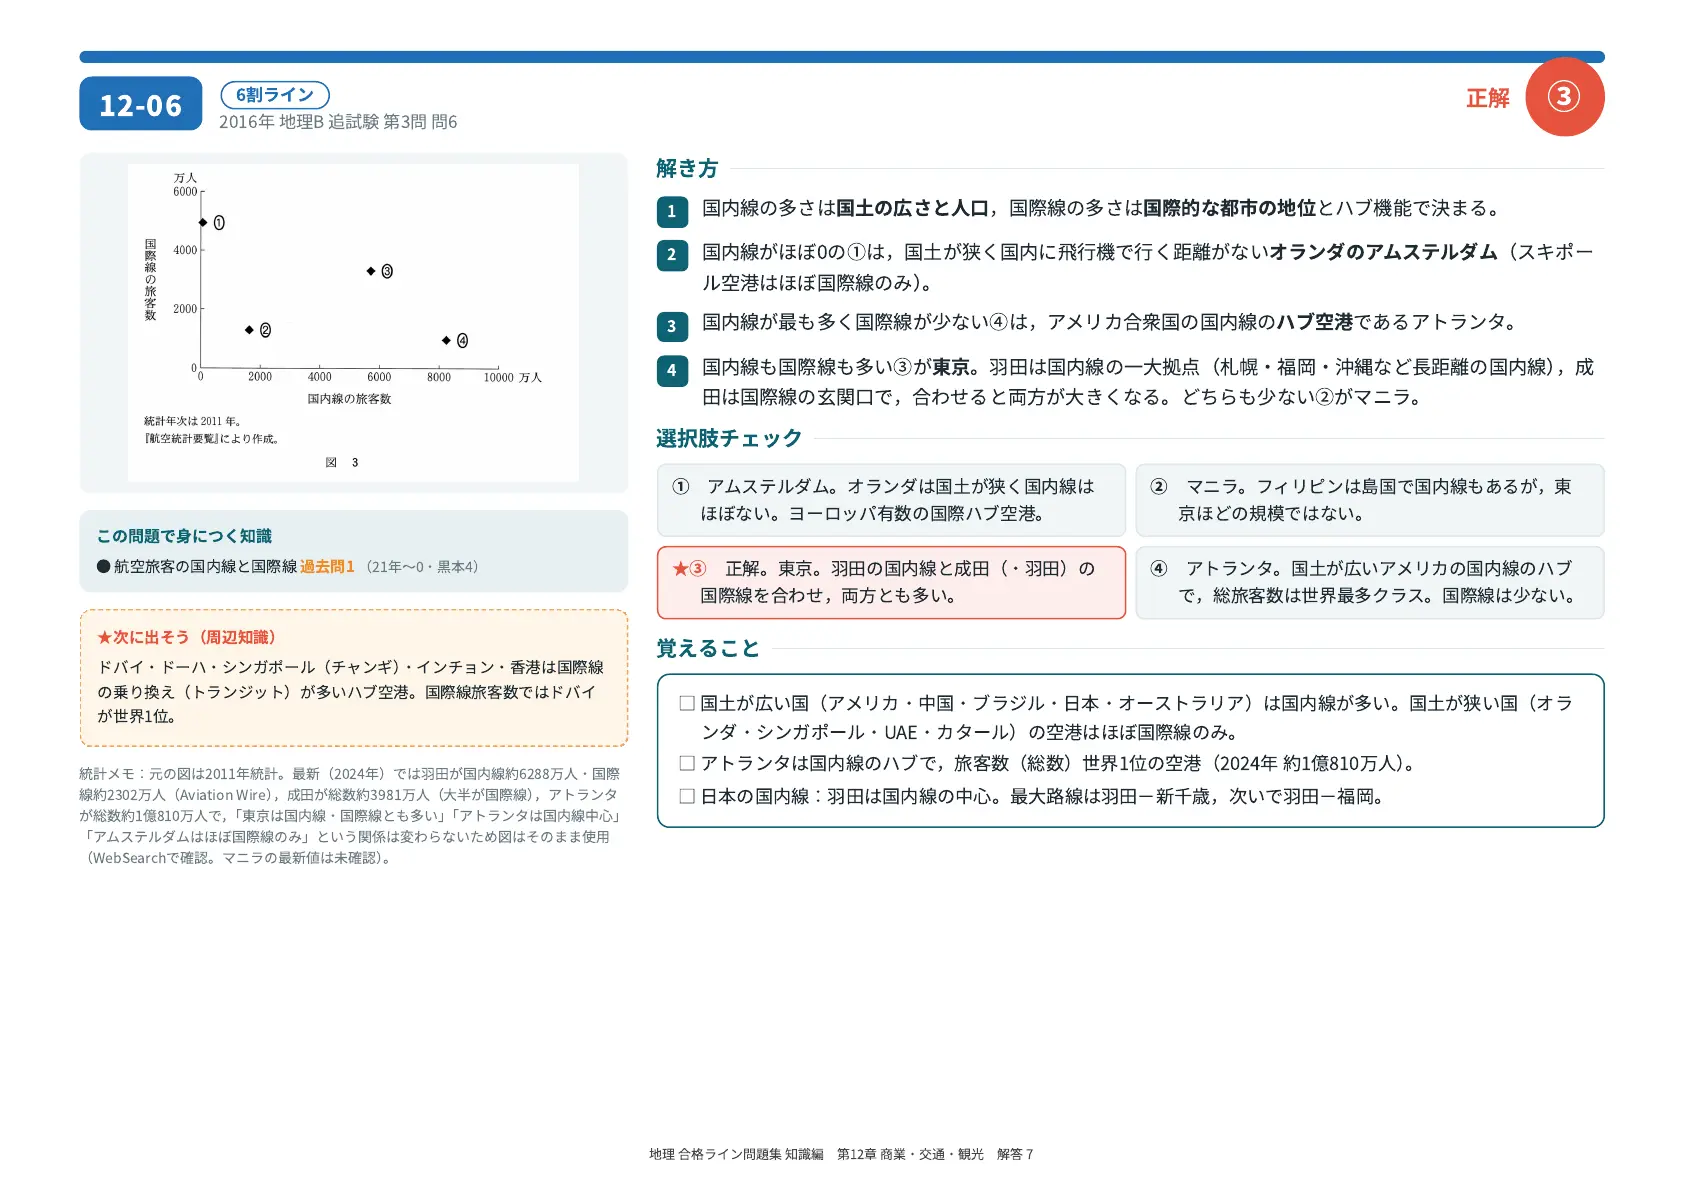 12-06
6割ライン
2016年 地理B 追試験 第3問 問6
正解 ③
万人
6000
4000
2000
0
国際線の旅客数
①
③
②
④
0 2000 4000 6000 8000 10000 万人
国内線の旅客数
統計年次は 2011 年。
『航空統計要覧』により作成。
図 3
この問題で身につく知識
●航空旅客の国内線と国際線 過去問1 （21年〜0・黒本4）
★次に出そう（周辺知識）
ドバイ・ドーハ・シンガポール（チャンギ）・インチョン・香港は国際線
の乗り換え（トランジット）が多いハブ空港。国際線旅客数ではドバイ
が世界1位。
統計メモ：元の図は2011年統計。最新（2024年）では羽田が国内線約6288万人・国際
線約2302万人（Aviation Wire），成田が総数約3981万人（大半が国際線），アトランタ
が総数約1億810万人で，「東京は国内線・国際線とも多い」「アトランタは国内線中心」
「アムステルダムはほぼ国際線のみ」という関係は変わらないため図はそのまま使用
（WebSearchで確認。マニラの最新値は未確認）。
解き方
1 国内線の多さは国土の広さと人口，国際線の多さは国際的な都市の地位とハブ機能で決まる。
2 国内線がほぼ0の①は，国土が狭く国内に飛行機で行く距離がないオランダのアムステルダム（スキポー
ル空港はほぼ国際線のみ）。
3 国内線が最も多く国際線が少ない④は，アメリカ合衆国の国内線のハブ空港であるアトランタ。
4 国内線も国際線も多い③が東京。羽田は国内線の一大拠点（札幌・福岡・沖縄など長距離の国内線），成
田は国際線の玄関口で，合わせると両方が大きくなる。どちらも少ない②がマニラ。
選択肢チェック
① アムステルダム。オランダは国土が狭く国内線は
ほぼない。ヨーロッパ有数の国際ハブ空港。
② マニラ。フィリピンは島国で国内線もあるが，東
京ほどの規模ではない。
★③ 正解。東京。羽田の国内線と成田（・羽田）の
国際線を合わせ，両方とも多い。
④ アトランタ。国土が広いアメリカの国内線のハブ
で，総旅客数は世界最多クラス。国際線は少ない。
覚えること
□ 国土が広い国（アメリカ・中国・ブラジル・日本・オーストラリア）は国内線が多い。国土が狭い国（オラ
ンダ・シンガポール・UAE・カタール）の空港はほぼ国際線のみ。
□ アトランタは国内線のハブで，旅客数（総数）世界1位の空港（2024年 約1億810万人）。
□ 日本の国内線：羽田は国内線の中心。最大路線は羽田－新千歳，次いで羽田－福岡。
地理 合格ライン問題集 知識編 第12章 商業・交通・観光 解答 7